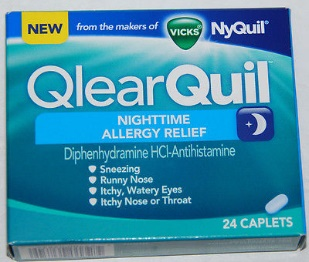 NEW
from the makers of VICKS NyQuil®
QlearQuil™
NIGHTTIME
ALLERGY RELIEF
Diphenhydramine HCl-Antihistamine
Sneezing
Runny Nose
Itchy, Watery Eyes
Itchy Nose or Throat
24 CAPLETS